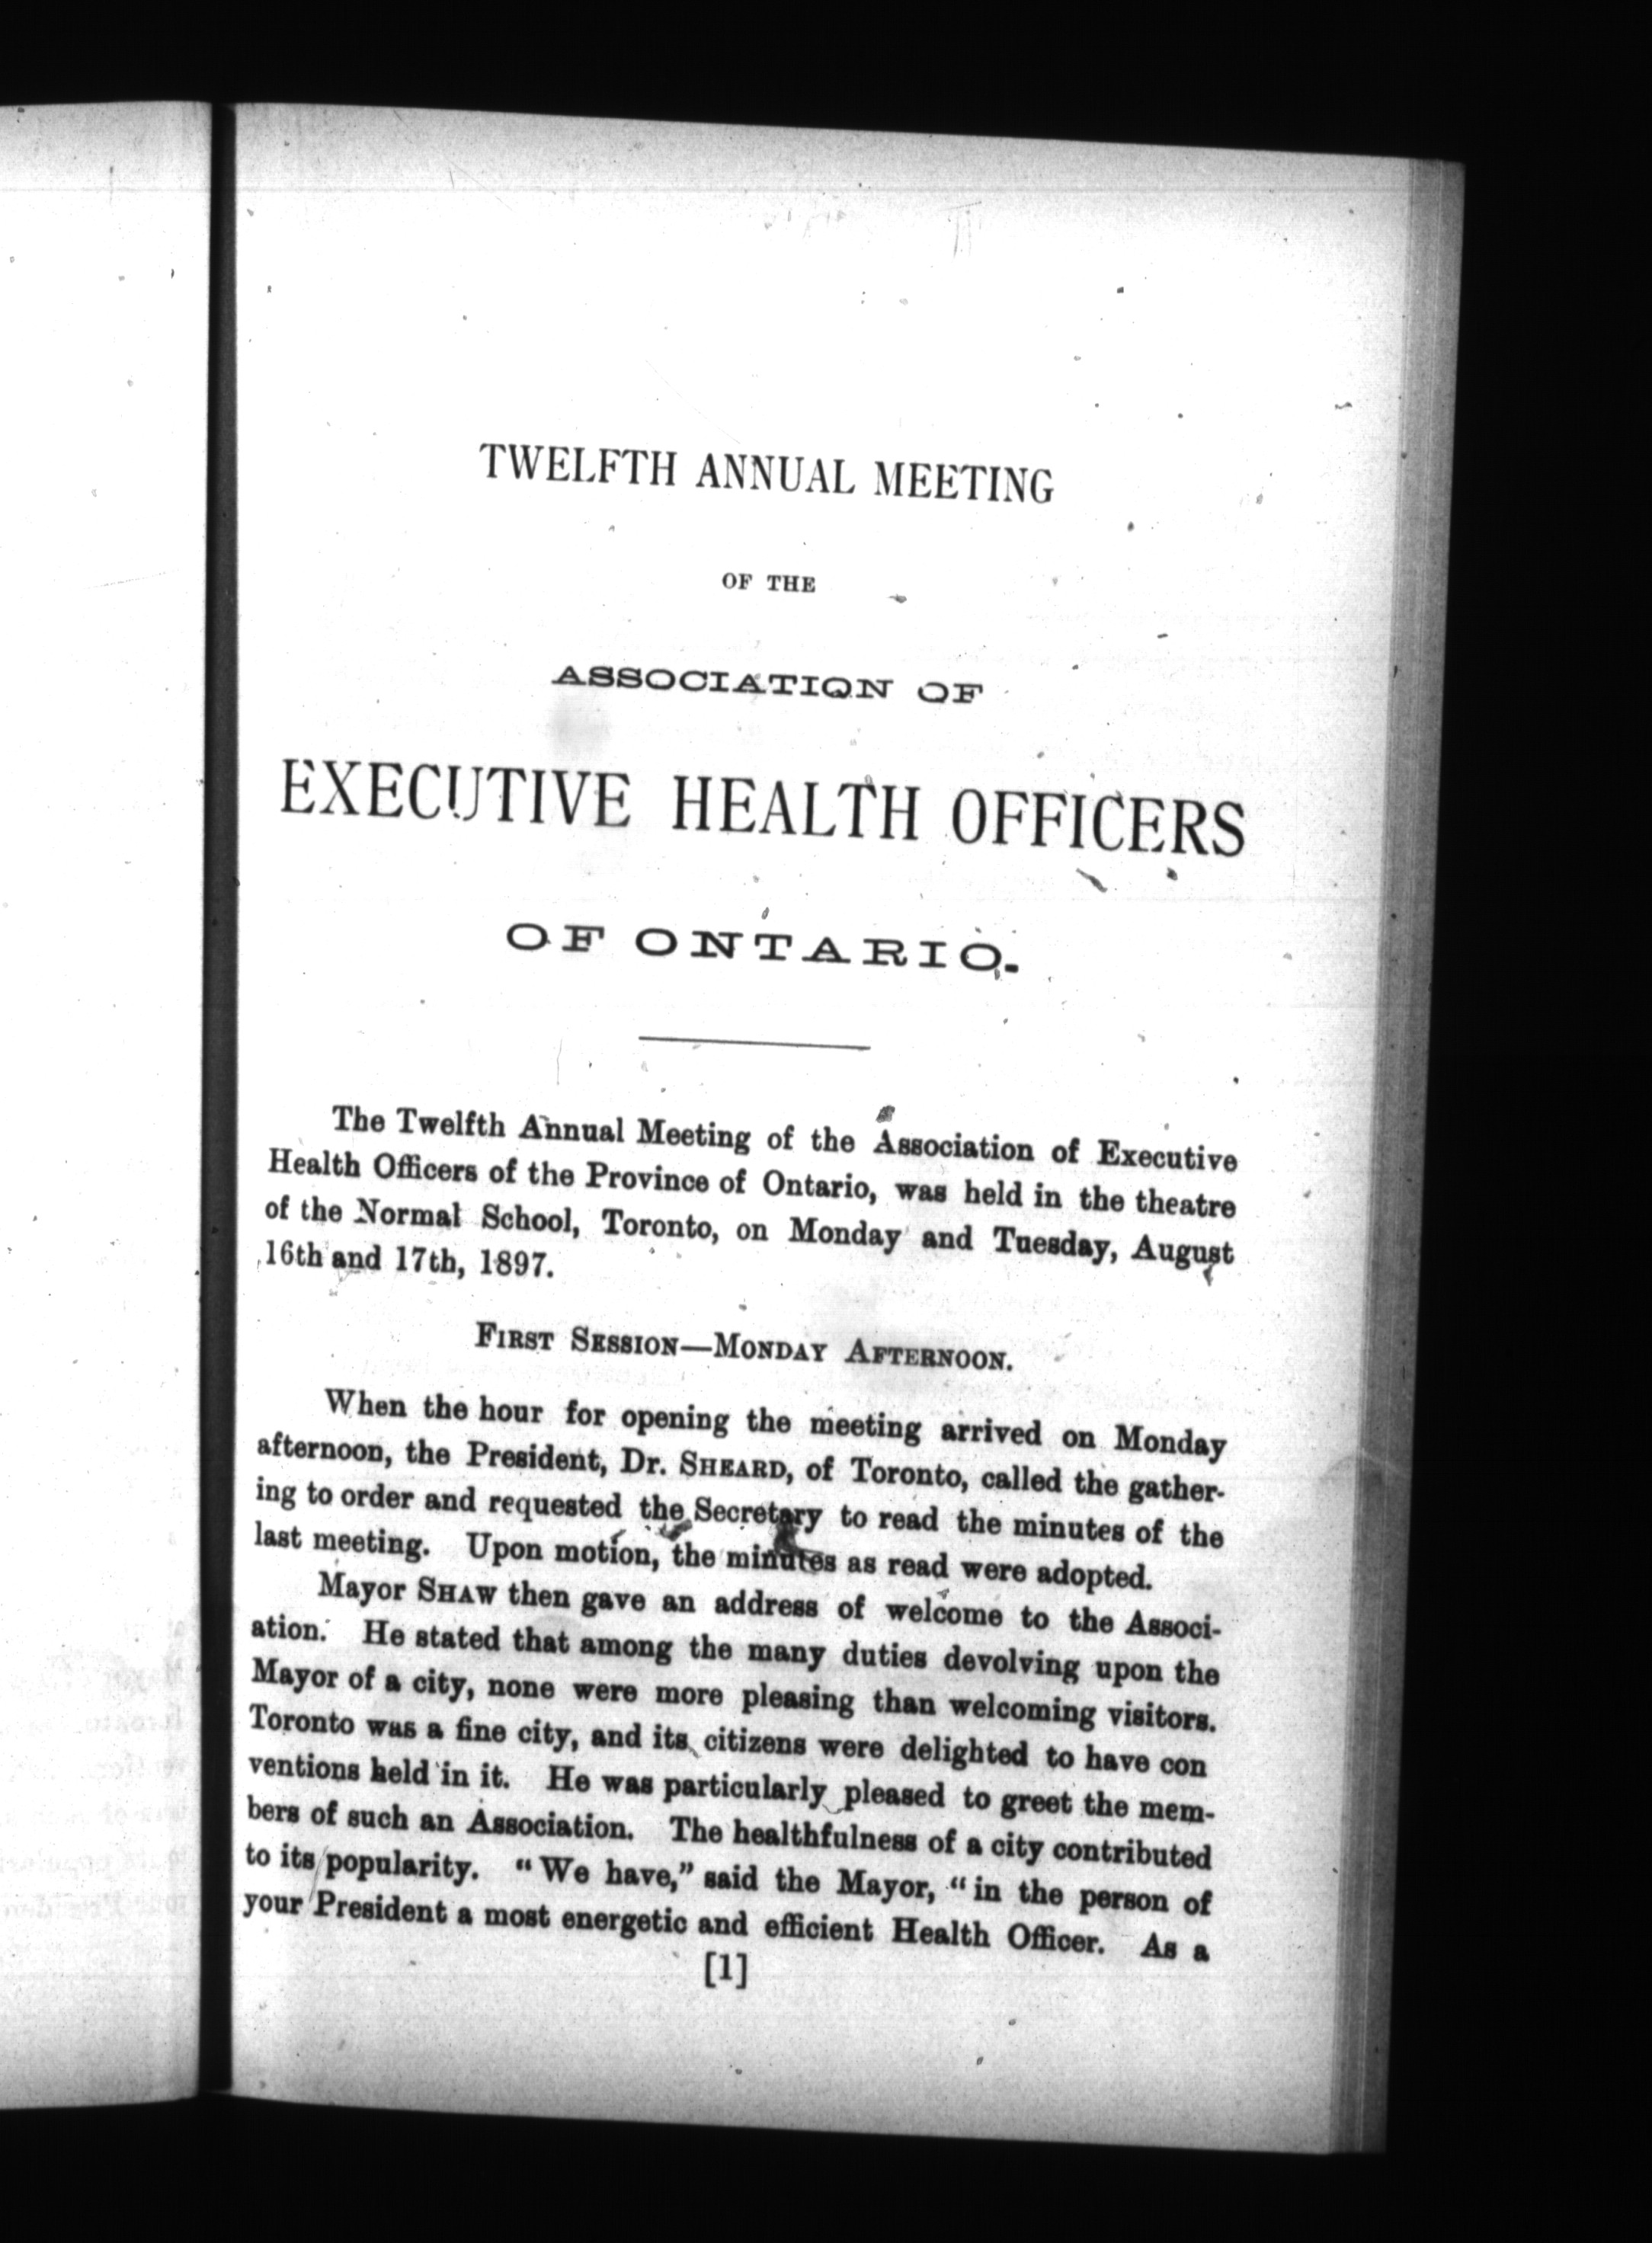 TWELFTH ANNUAL MEETING
OF THE
ASSOCIATION OF
EXECUTIVE HEALTH OFFICERS
OF ONTARIO.
The Twelfth Annual Meeting of the Association of Executive
Health Officers of the Province of Ontario, was held in the theatre
of the Normal School, Toronto, on Monday and Tuesday, August
16th and 17th, 1897.
FIRST SESSION—MONDAY AFTERNOON.
When the hour for opening the meeting arrived on Monday
afternoon, the President, Dr. SHEARD, of Toronto, called the gather-
ing to order and requested the Secretary to read the minutes of the
last meeting. Upon motion, the minutes as read were adopted.
Mayor SHAW then gave an address of welcome to the Associ-
ation. He stated that among the many duties devolving upon the
Mayor of a city, none were more pleasing than welcoming visitors.
Toronto was a fine city, and its citizens were delighted to have con
ventions held in it. He was particularly pleased to greet the mem-
bers of such an Association. The healthfulness of a city contributed
to its popularity. “We have,” said the Mayor, “in the person of
your President a most energetic and efficient Health Officer. As a
[1]